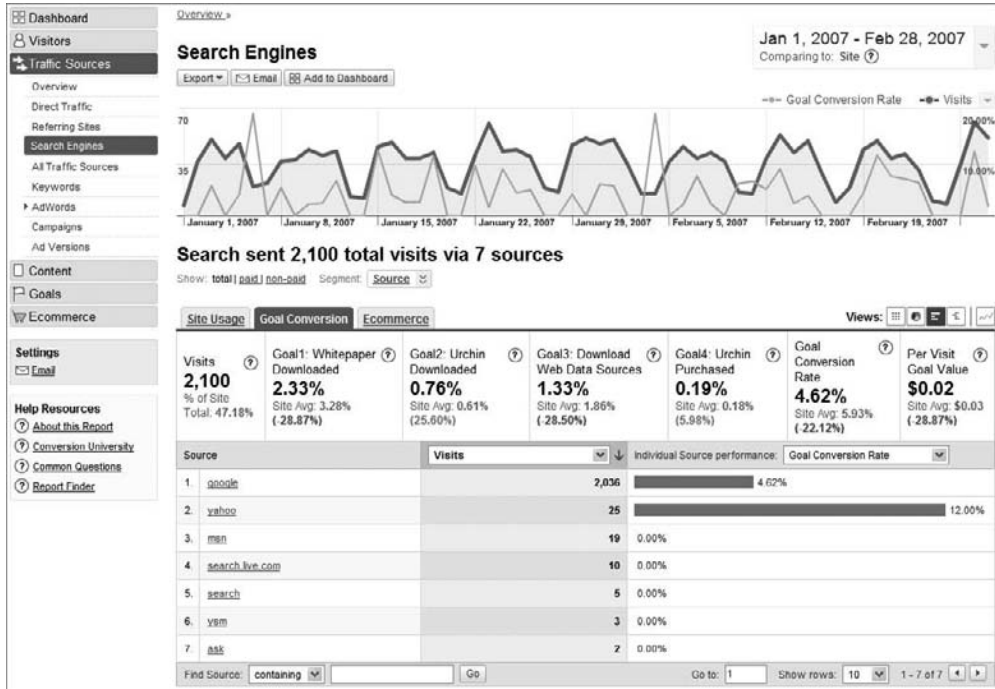 Dashboard
Visitors
Traffic Sources
Overview
Direct Traffic
Referring Sites
Search Engines
All Traffic Sources
Keywords
AdWords
Campaigns
Ad Versions
Content
Goals
Ecommerce
Settings
Email
Help Resources
About this Report
Conversion University
Common Questions
Report Finder
Overview »
Search Engines
Jan 1, 2007 - Feb 28, 2007
Comparing to: Site
Export Email Add to Dashboard
Goal Conversion Rate Visits
70 20.00%
35 10.00%
January 1, 2007 January 8, 2007 January 15, 2007 January 22, 2007 January 29, 2007 February 5, 2007 February 12, 2007 February 19, 2007
Search sent 2,100 total visits via 7 sources
Show: total | paid | non-paid Segment: Source
Site Usage Goal Conversion Ecommerce Views:
Visits
2,100
% of Site
Total: 47.18%
Goal1: Whitepaper
Downloaded
2.33%
Site Avg: 3.28%
(-28.87%)
Goal2: Urchin
Downloaded
0.76%
Site Avg: 0.61%
(25.60%)
Goal3: Download
Web Data Sources
1.33%
Site Avg: 1.86%
(-28.50%)
Goal4: Urchin
Purchased
0.19%
Site Avg: 0.18%
(5.98%)
Goal
Conversion
Rate
4.62%
Site Avg: 5.93%
(-22.12%)
Per Visit
Goal Value
$0.02
Site Avg: $0.03
(-28.87%)
Source Visits Individual Source performance: Goal Conversion Rate
1. google 2,036 4.62%
2. yahoo 25 12.00%
3. msn 19 0.00%
4. search.live.com 10 0.00%
5. search 5 0.00%
6. ysm 3 0.00%
7. ask 2 0.00%
Find Source: containing Go Go to: 1 Show rows: 10 1 - 7 of 7